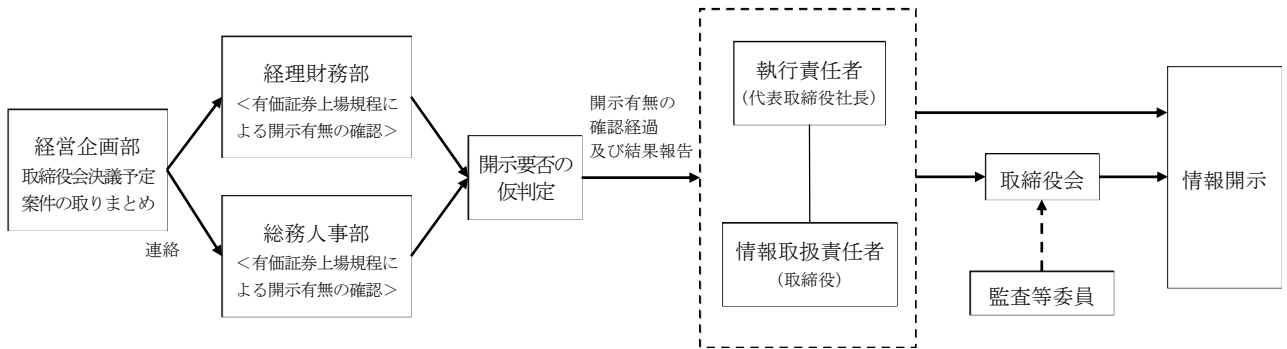 経営企画部
取締役会決議予定
案件の取りまとめ
連絡
経理財務部
＜有価証券上場規程に
よる開示有無の確認＞
総務人事部
＜有価証券上場規程に
よる開示有無の確認＞
開示要否の
仮判定
開示有無の
確認経過
及び結果報告
執行責任者
（代表取締役社長）
情報取扱責任者
（取締役）
取締役会
監査等委員
情報開示